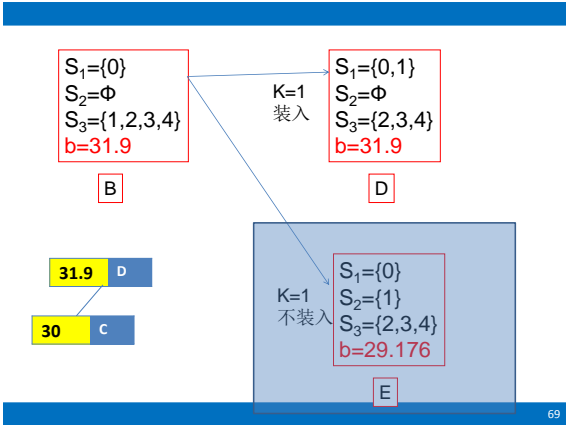 S₁={0}
S₂=Φ
S₃={1,2,3,4}
b=31.9
B
K=1
装入
S₁={0,1}
S₂=Φ
S₃={2,3,4}
b=31.9
D
31.9 D
30 C
K=1
不装入
S₁={0}
S₂={1}
S₃={2,3,4}
b=29.176
E
69